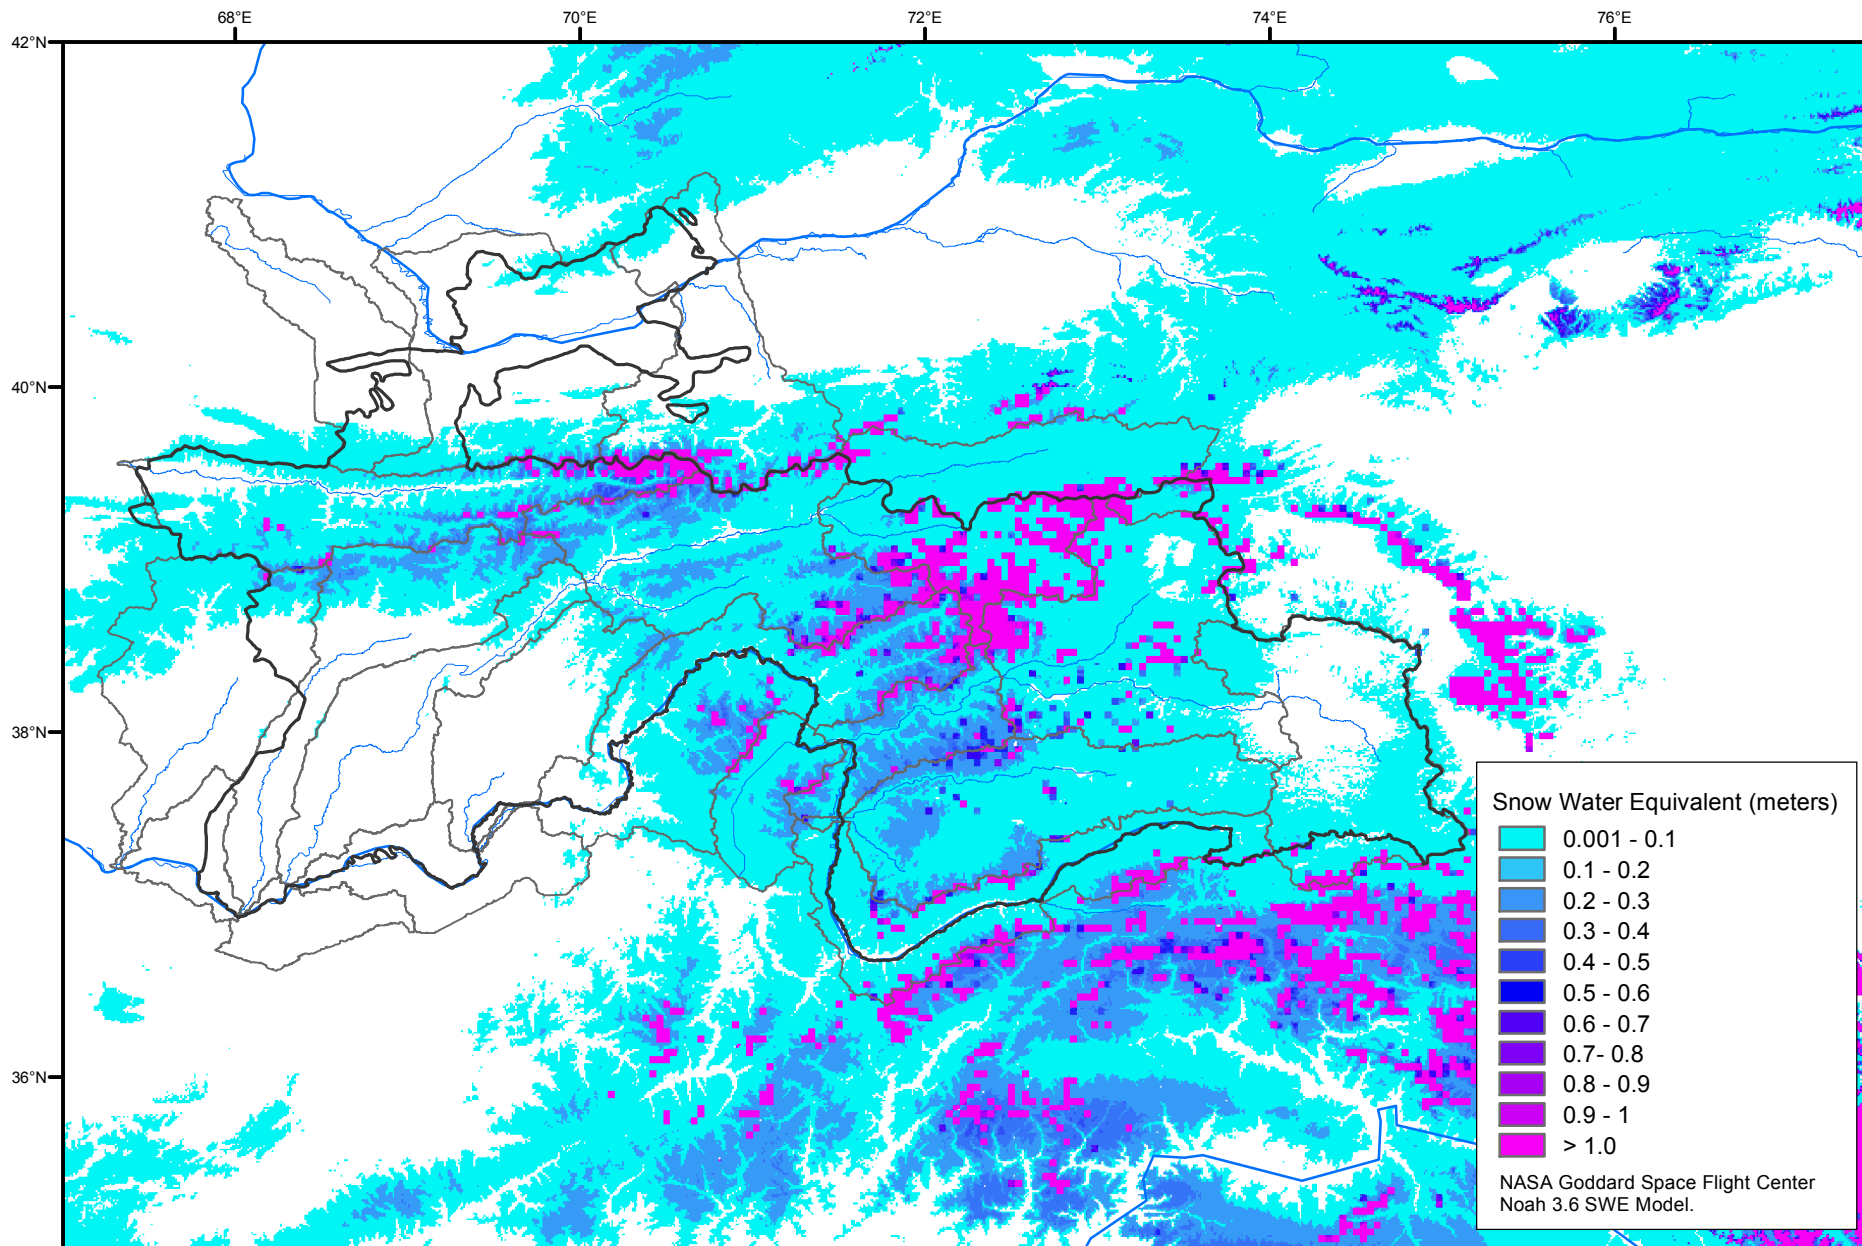 68°E
70°E
72°E
74°E
76°E
42°N
40°N
38°N
36°N
Snow Water Equivalent (meters)
0.001 - 0.1
0.1 - 0.2
0.2 - 0.3
0.3 - 0.4
0.4 - 0.5
0.5 - 0.6
0.6 - 0.7
0.7- 0.8
0.8 - 0.9
0.9 - 1
> 1.0
NASA Goddard Space Flight Center
Noah 3.6 SWE Model.